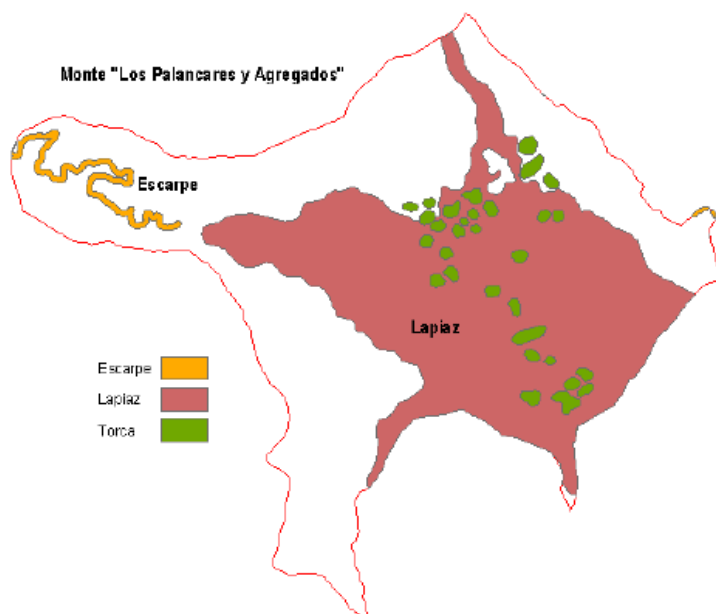 Monte "Los Palancares y Agregados"
Escarpe
Lapiaz
Escarpe
Lapiaz
Torca